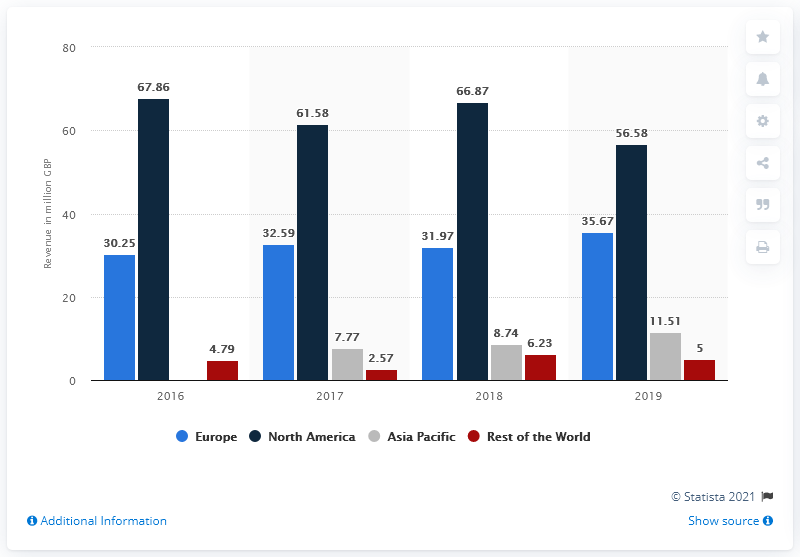 80
60
40
20
0
Revenue in million GBP
30.25 67.86 4.79
32.59 61.58 7.77 2.57
31.97 66.87 8.74 6.23
35.67 56.58 11.51 5
2016 2017 2018 2019
Europe North America Asia Pacific Rest of the World
© Statista 2021
Additional Information Show source